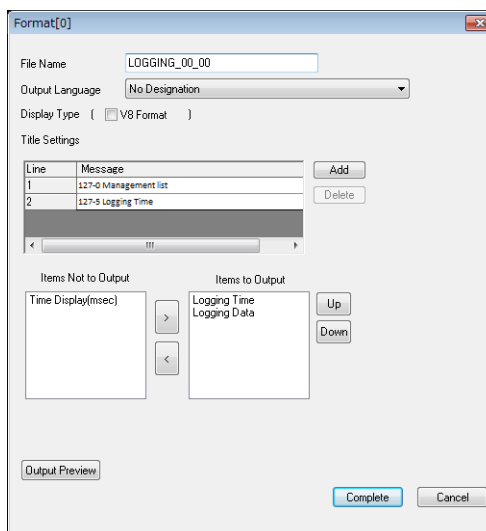 Format[0]
File Name LOGGING_00_00
Output Language No Designation
Display Type ( V8 Format )
Title Settings
Line Message
1 127-0 Management list
2 127-5 Logging Time
Add
Delete
Items Not to Output
Time Display(msec)
>
<
Items to Output
Logging Time
Logging Data
Up
Down
Output Preview
Complete Cancel